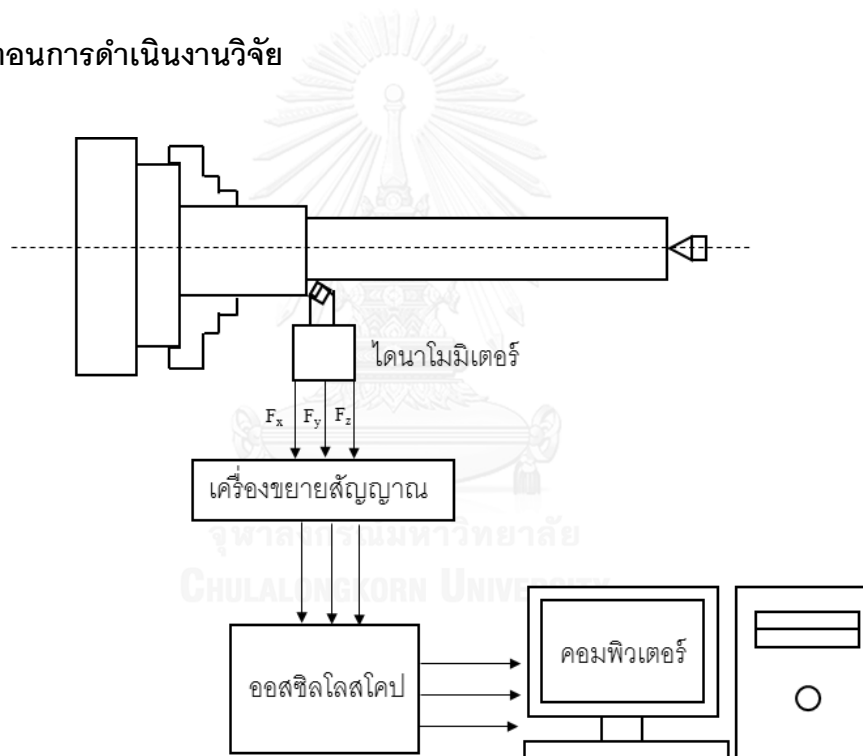 ตอนการดำเนินงานวิจัย
ไดนาโมมิเตอร์
Fx Fy Fz
เครื่องขยายสัญญาณ
จุฬาลงกรณ์มหาวิทยาลัย
CHULALONGKORN UNIVERSITY
คอมพิวเตอร์
ออสซิลโลสโคป